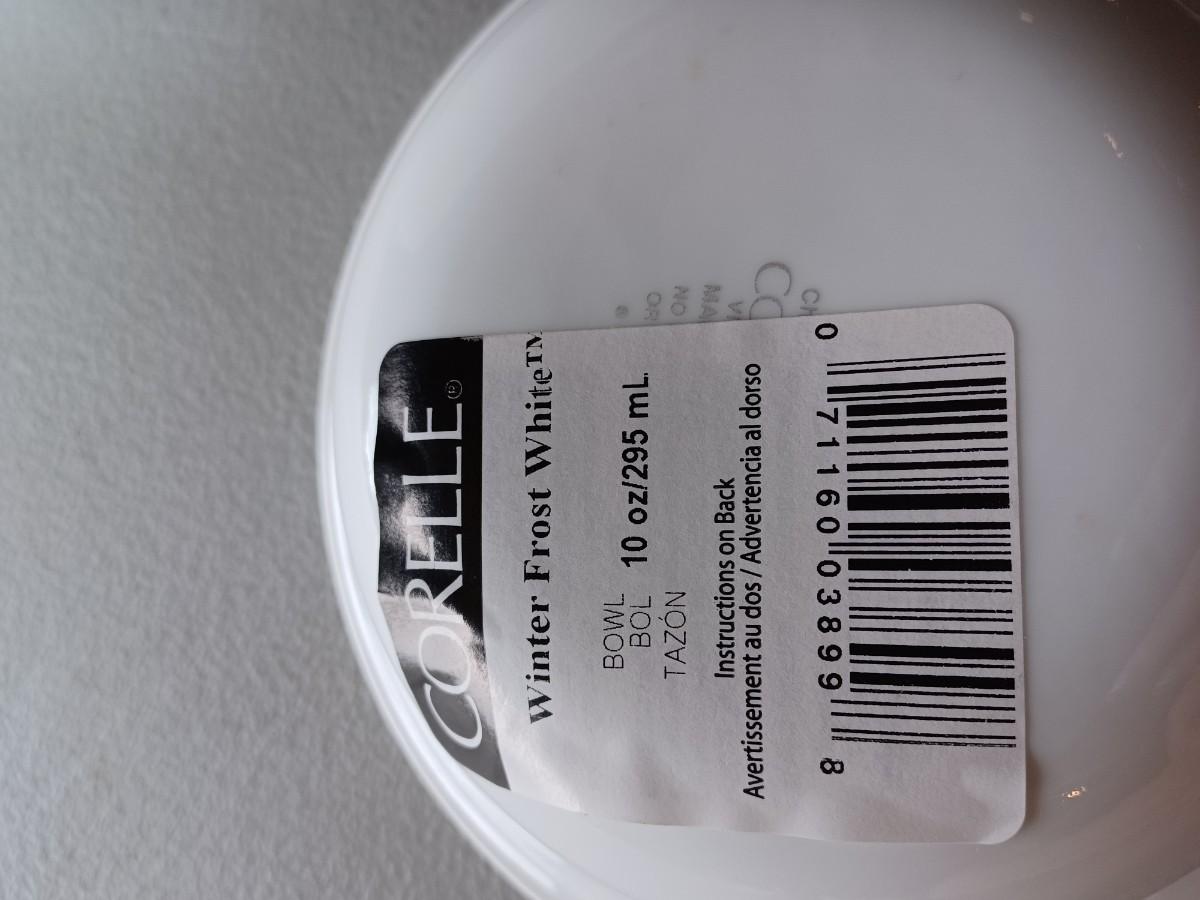 CORELLE®
Winter Frost White™
BOWL
BOL 10 oz/295 mL
TAZÓN
Instructions on Back
Avertissement au dos / Advertencia al dorso
0 71160 03899 8